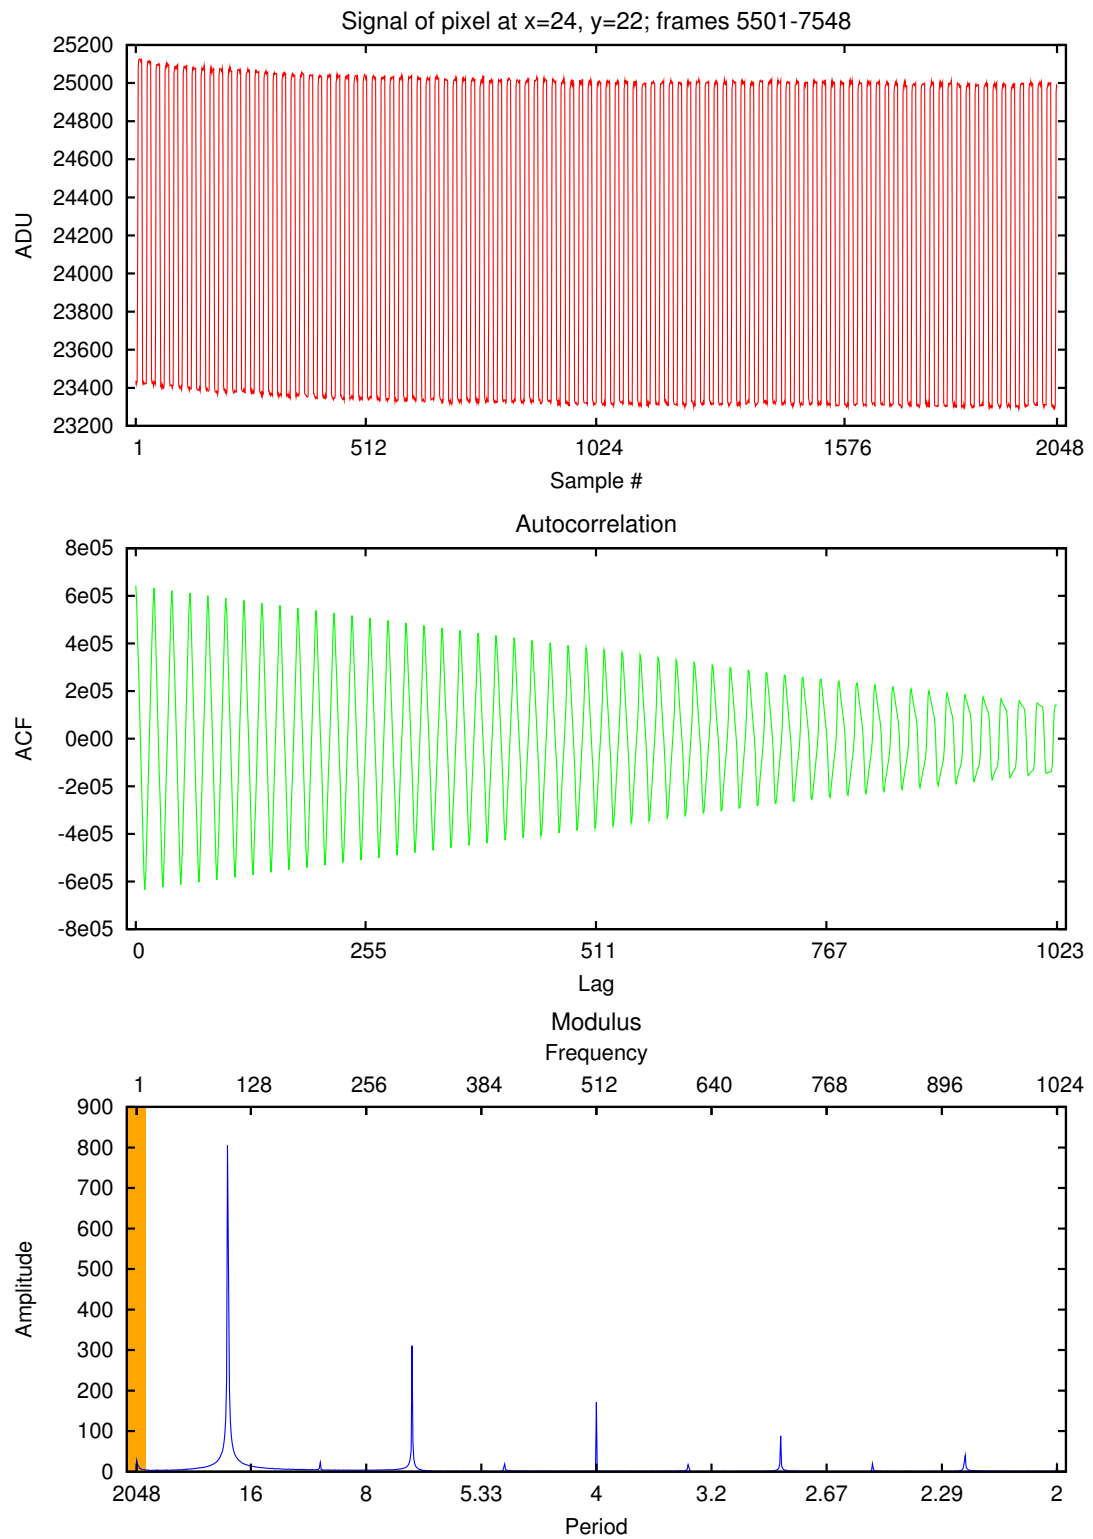 Signal of pixel at x=24, y=22; frames 5501-7548
25200
25000
24800
24600
24400
24200
24000
23800
23600
23400
23200
ADU
1 512 1024 1576 2048
Sample #
Autocorrelation
8e05
6e05
4e05
2e05
0e00
-2e05
-4e05
-6e05
-8e05
ACF
0 255 511 767 1023
Lag
Modulus
Frequency
1 128 256 384 512 640 768 896 1024
900
800
700
600
500
400
300
200
100
0
Amplitude
2048 16 8 5.33 4 3.2 2.67 2.29 2
Period